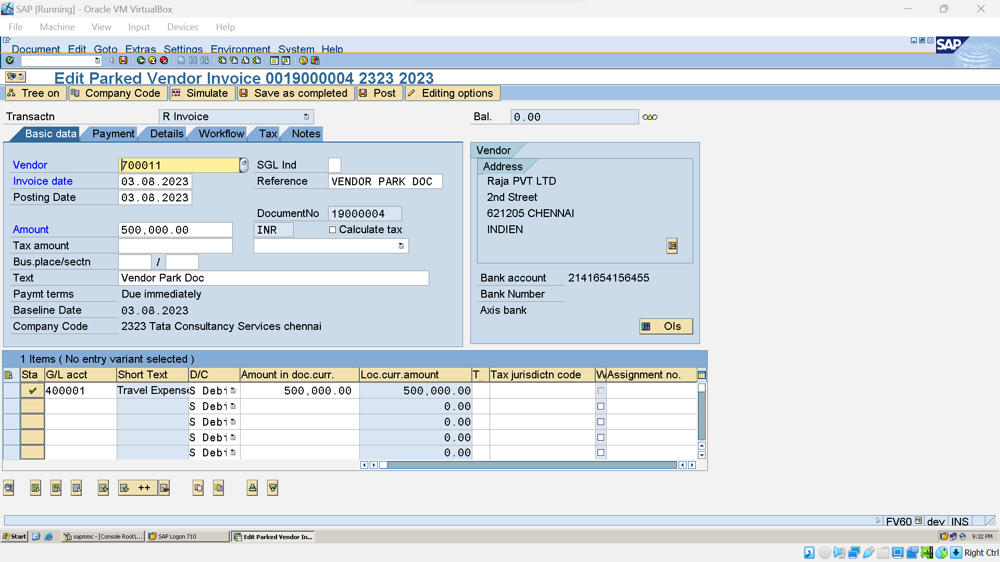 SAP [Running] - Oracle VM VirtualBox
File Machine View Input Devices Help
Document Edit Goto Extras Settings Environment System Help
SAP
Edit Parked Vendor Invoice 0019000004 2323 2023
Tree on Company Code Simulate Save as completed Post Editing options
Transactn R Invoice Bal. 0.00
Basic data Payment Details Workflow Tax Notes
Vendor 700011 SGL Ind
Invoice date 03.08.2023 Reference VENDOR PARK DOC
Posting Date 03.08.2023
DocumentNo 19000004
Amount 500,000.00 INR Calculate tax
Tax amount
Bus.place/sectn /
Text Vendor Park Doc
Paymt terms Due immediately
Baseline Date 03.08.2023
Company Code 2323 Tata Consultancy Services chennai
Vendor
Address
Raja PVT LTD
2nd Street
621205 CHENNAI
INDIEN
Bank account 2141654156455
Bank Number
Axis bank
OIs
1 Items ( No entry variant selected )
Sta... G/L acct Short Text D/C Amount in doc.curr. Loc.curr.amount T... Tax jurisdictn code W Assignment no.
400001 Travel Expense S Debi 500,000.00 500,000.00
S Debi 0.00
S Debi 0.00
S Debi 0.00
S Debi 0.00
++
FV60 dev INS
Start sapmmc - [Console Root\... SAP Logon 710 Edit Parked Vendor In... 9:32 PM
Right Ctrl